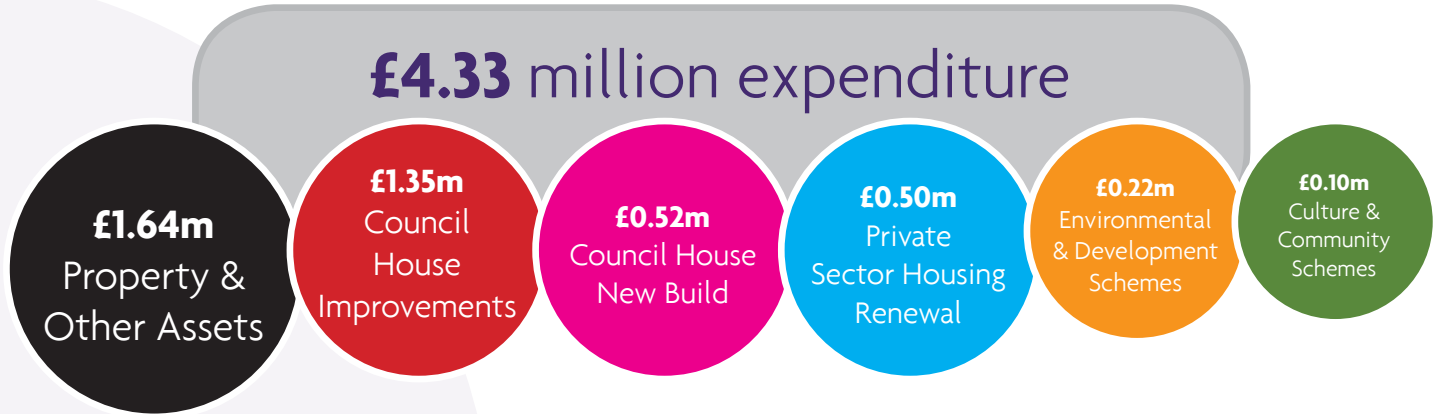 £4.33 million expenditure
£1.64m
Property &
Other Assets
£1.35m
Council
House
Improvements
£0.52m
Council House
New Build
£0.50m
Private
Sector Housing
Renewal
£0.22m
Environmental
& Development
Schemes
£0.10m
Culture &
Community
Schemes